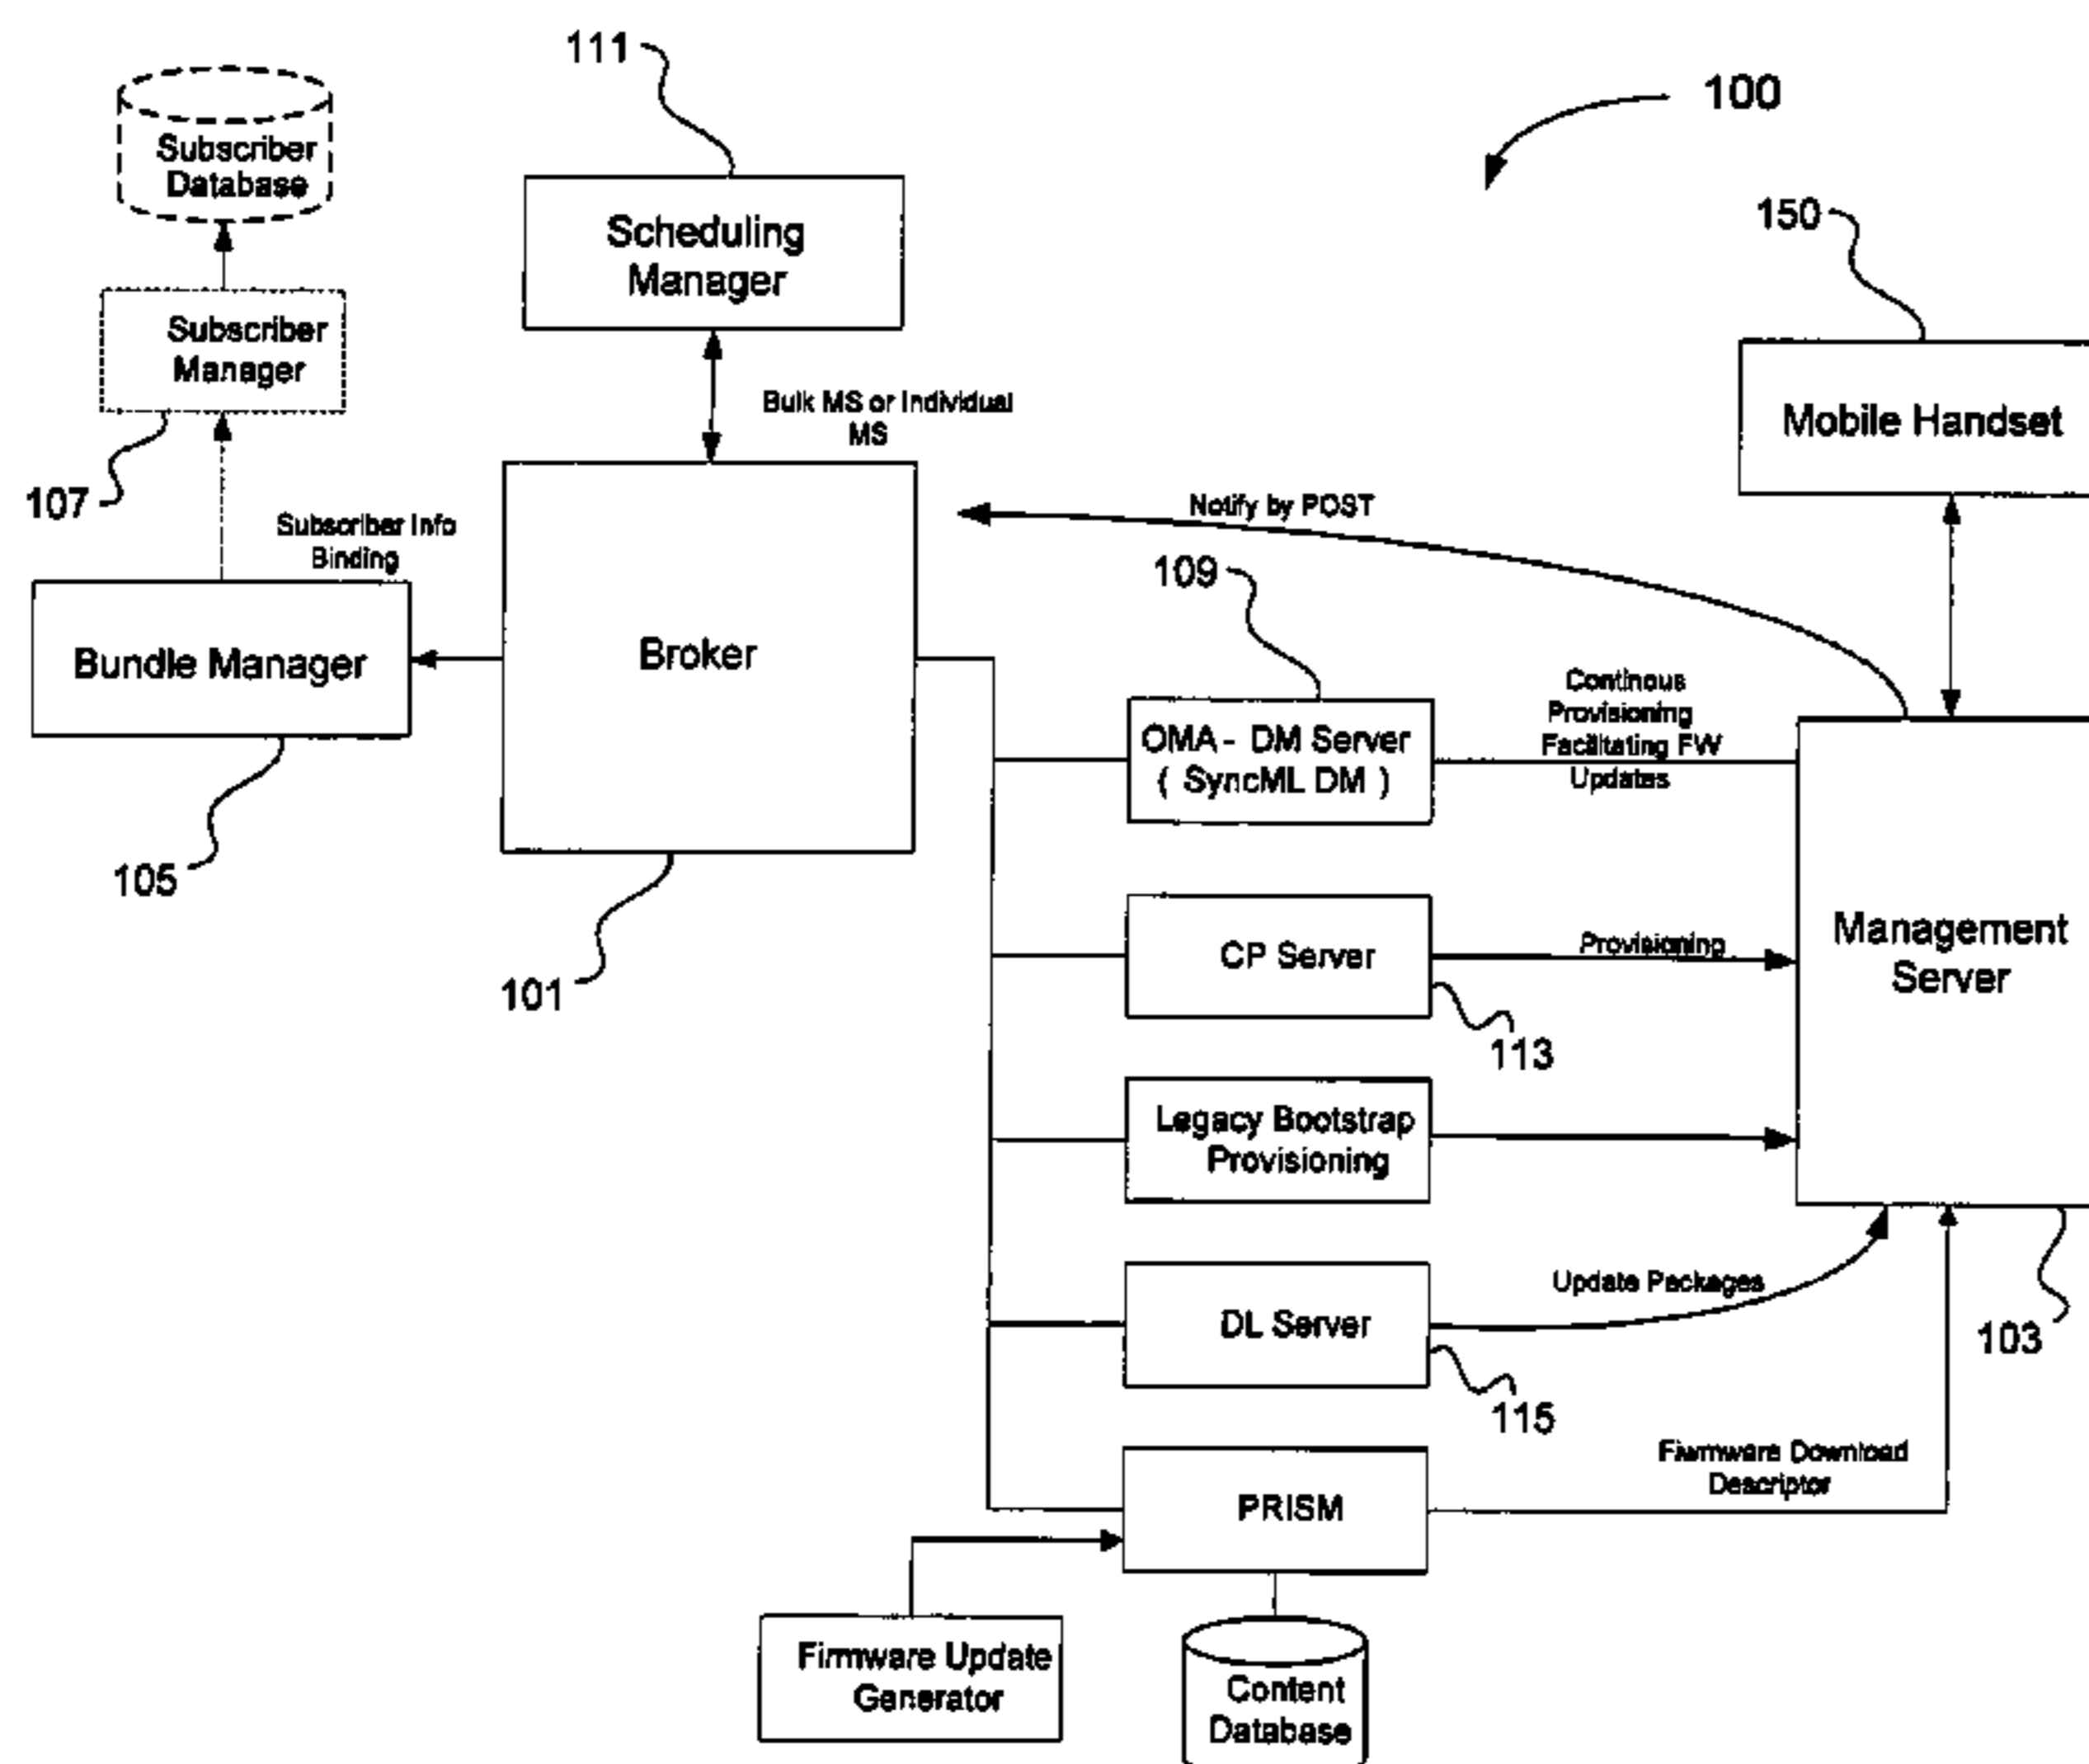 111
100
Subscriber
Database
Scheduling
Manager
150
Subscriber
Manager
Mobile Handset
Bulk MS or Individual
MS
107
Subscriber Info
Binding
Notify by POST
109
Bundle Manager
Broker
Continous
Provisioning
Facilitating FW
Updates
OMA - DM Server
( SyncML DM )
105
101
CP Server
Provisioning
Management
Server
113
Legacy Bootstrap
Provisioning
DL Server
Update Packages
103
115
PRISM
Fiwmware Download
Descriptor
Firmware Update
Generator
Content
Database